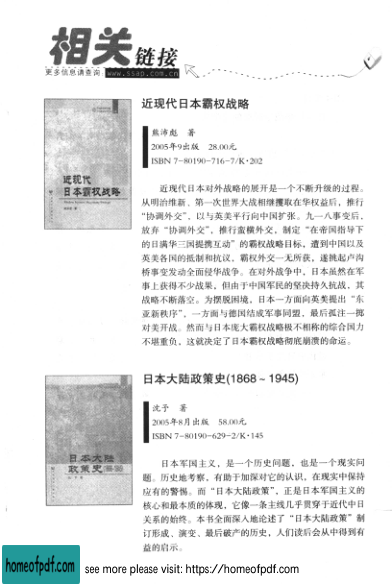 相关链接
更多信息请查询 www.ssap.com.cn
近现代日本霸权战略
近现代
日本霸权战略
熊沛彪 著
2005年9出版 28.00元
ISBN 7-80190-716-7/K·202
近现代日本对外战略的展开是一个不断升级的过程。
从明治维新、第一次世界大战相继攫取在华权益后，推行
“协调外交”，以与英美平行向中国扩张。九一八事变后，
放弃“协调外交”，推行蛮横外交，制定“在帝国指导下
的日满华三国提携互动”的霸权战略目标，遭到中国以及
英美各国的抵制和抗议，霸权外交一无所获，遂挑起卢沟
桥事变发动全面侵华战争。在对外战争中，日本虽然在军
事上获得不少战果，但由于中国军民的坚决持久抗战，其
战略不断落空。为摆脱困境，日本一方面向英美提出“东
亚新秩序”，一方面与德国结成军事同盟，最后孤注一掷
对美开战。然而与日本庞大霸权战略极不相称的综合国力
不堪重负，这就决定了日本霸权战略彻底崩溃的命运。
日本大陆政策史(1868～1945)
日本大陆
政策史
沈予 著
2005年8月出版 58.00元
ISBN 7-80190-629-2/K·145
日本军国主义，是一个历史问题，也是一个现实问
题。历史地考察，有助于加深对它的认识，在现实中保持
应有的警惕。而“日本大陆政策”，正是日本军国主义的
核心和最本质的体现，它像一条主线几乎贯穿于近代中日
关系的始终。本书全面深入地论述了“日本大陆政策”制
订形成、演变、最后破产的历史，人们读后会从中得到有
益的启示。
homeofpdf.com see more please visit: https://homeofpdf.com